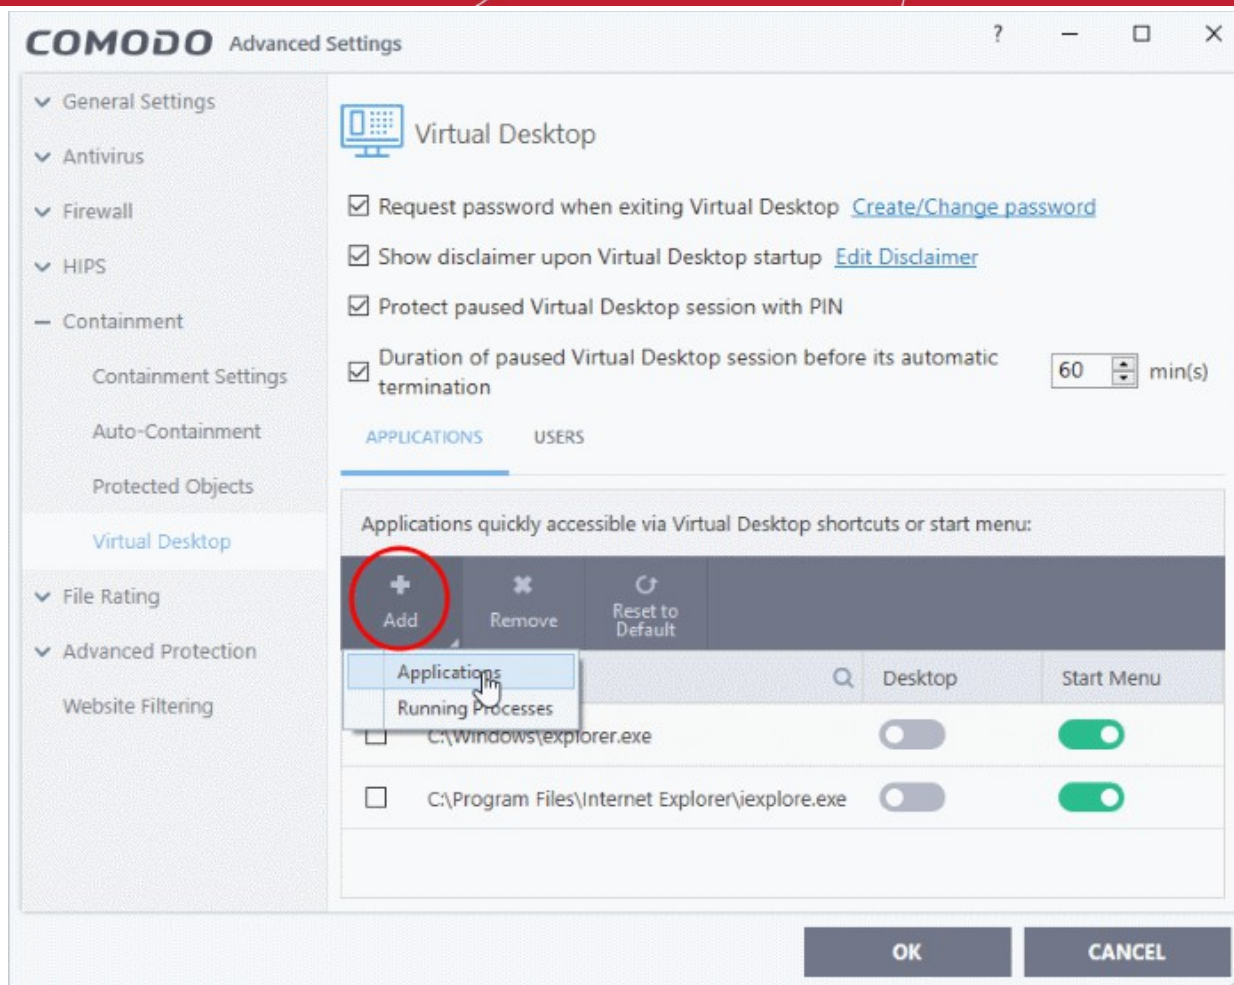 COMODO Advanced Settings ?
General Settings
Antivirus
Firewall
HIPS
Containment
Containment Settings
Auto-Containment
Protected Objects
Virtual Desktop
File Rating
Advanced Protection
Website Filtering
Virtual Desktop
Request password when exiting Virtual Desktop Create/Change password
Show disclaimer upon Virtual Desktop startup Edit Disclaimer
Protect paused Virtual Desktop session with PIN
Duration of paused Virtual Desktop session before its automatic
termination
60 min(s)
APPLICATIONS USERS
Applications quickly accessible via Virtual Desktop shortcuts or start menu:
Add Remove Reset to
Default
Applications
Running Processes
Desktop Start Menu
C:\Windows\explorer.exe
C:\Program Files\Internet Explorer\iexplore.exe
OK CANCEL